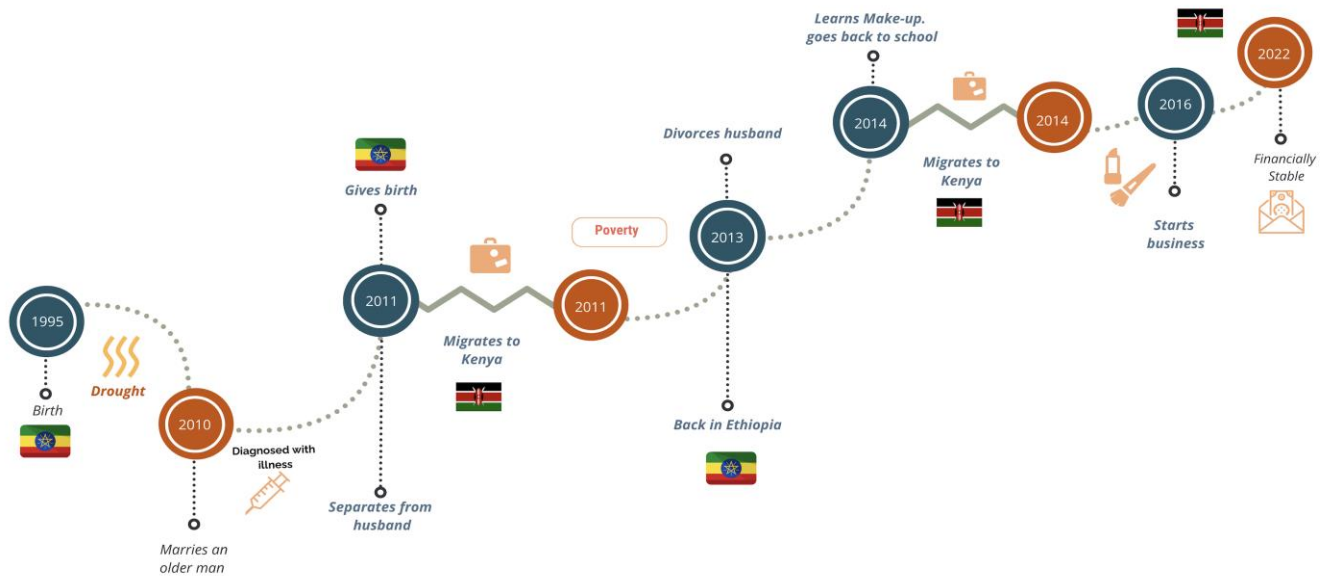 1995
Birth
Drought
2010
Marries an
older man
Diagnosed with
illness
Gives birth
2011
Separates from
husband
Migrates to
Kenya
2011
Poverty
Divorces husband
2013
Back in Ethiopia
Learns Make-up.
goes back to school
2014
Migrates to
Kenya
2014
2016
Starts
business
2022
Financially
Stable